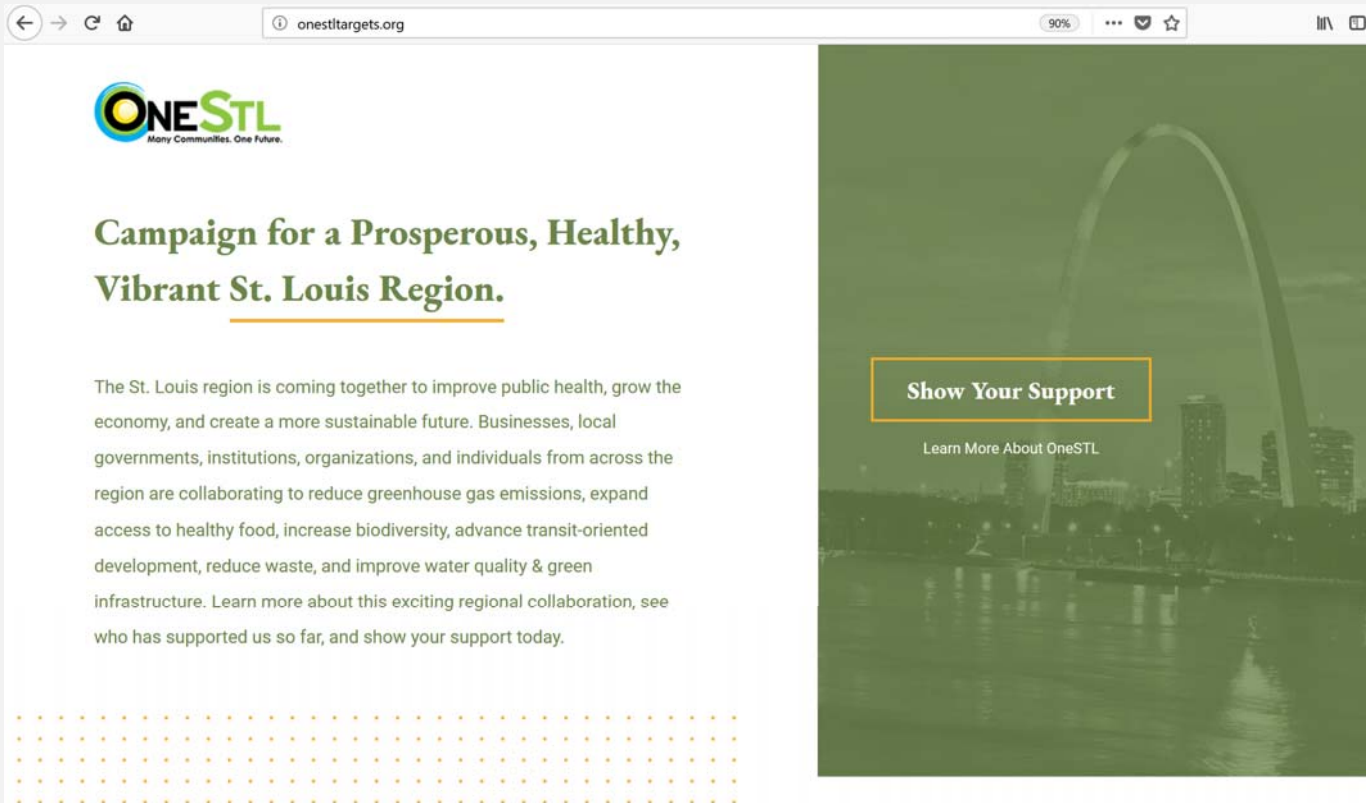 onestltargets.org
90%
ONESTL
Many Communities. One Future.
Campaign for a Prosperous, Healthy,
Vibrant St. Louis Region.
The St. Louis region is coming together to improve public health, grow the
economy, and create a more sustainable future. Businesses, local
governments, institutions, organizations, and individuals from across the
region are collaborating to reduce greenhouse gas emissions, expand
access to healthy food, increase biodiversity, advance transit-oriented
development, reduce waste, and improve water quality & green
infrastructure. Learn more about this exciting regional collaboration, see
who has supported us so far, and show your support today.
Show Your Support
Learn More About OneSTL